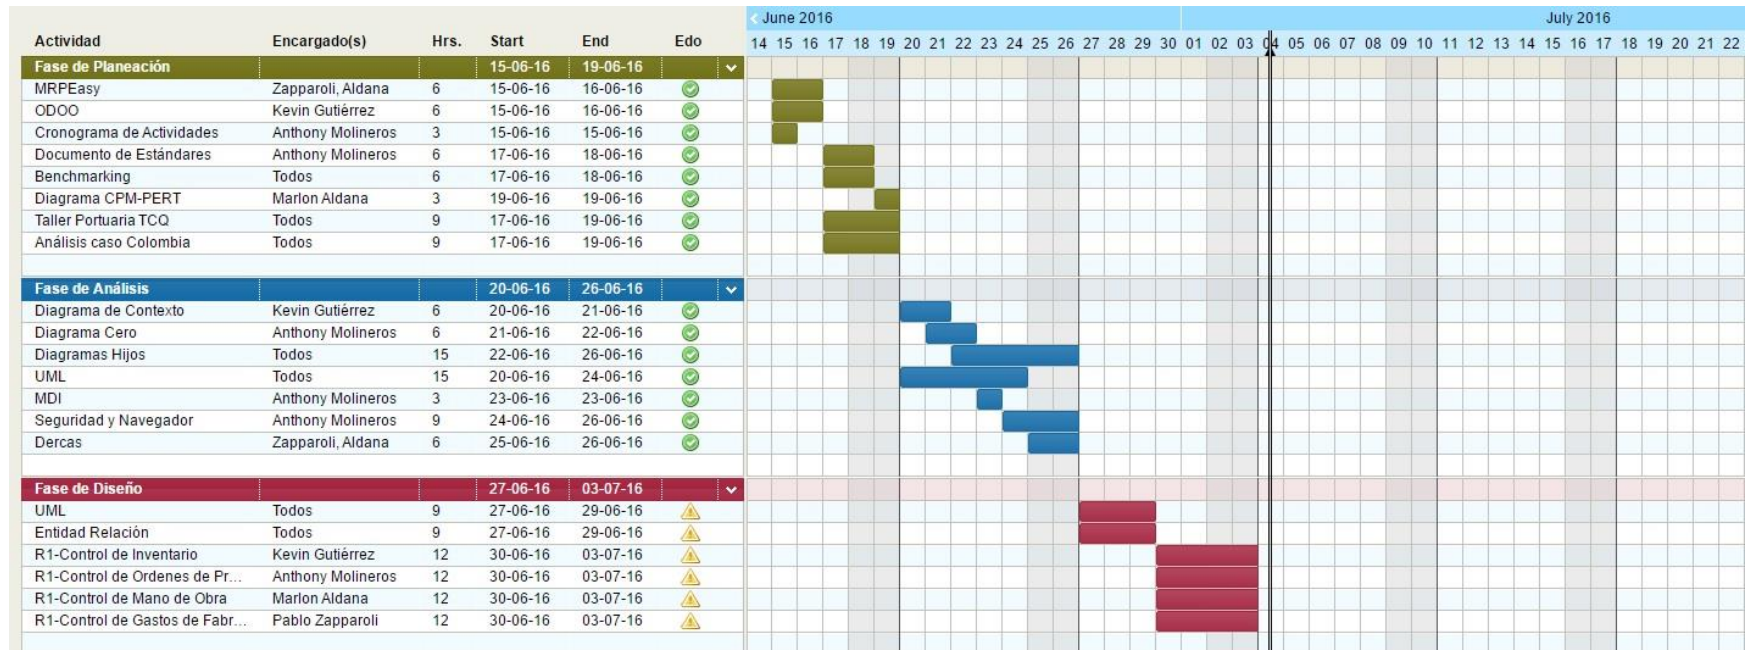 June 2016 July 2016
Actividad Encargado(s) Hrs. Start End Edo 14 15 16 17 18 19 20 21 22 23 24 25 26 27 28 29 30 01 02 03 04 05 06 07 08 09 10 11 12 13 14 15 16 17 18 19 20 21 22
Fase de Planeación 15-06-16 19-06-16
MRPEasy Zapparoli, Aldana 6 15-06-16 16-06-16
ODOO Kevin Gutiérrez 6 15-06-16 16-06-16
Cronograma de Actividades Anthony Molineros 3 15-06-16 15-06-16
Documento de Estándares Anthony Molineros 6 17-06-16 18-06-16
Benchmarking Todos 6 17-06-16 18-06-16
Diagrama CPM-PERT Marlon Aldana 3 19-06-16 19-06-16
Taller Portuaria TCQ Todos 9 17-06-16 19-06-16
Análisis caso Colombia Todos 9 17-06-16 19-06-16
Fase de Análisis 20-06-16 26-06-16
Diagrama de Contexto Kevin Gutiérrez 6 20-06-16 21-06-16
Diagrama Cero Anthony Molineros 6 21-06-16 22-06-16
Diagramas Hijos Todos 15 22-06-16 26-06-16
UML Todos 15 20-06-16 24-06-16
MDI Anthony Molineros 3 23-06-16 23-06-16
Seguridad y Navegador Anthony Molineros 9 24-06-16 26-06-16
Dercas Zapparoli, Aldana 6 25-06-16 26-06-16
Fase de Diseño 27-06-16 03-07-16
UML Todos 9 27-06-16 29-06-16
Entidad Relación Todos 9 27-06-16 29-06-16
R1-Control de Inventario Kevin Gutiérrez 12 30-06-16 03-07-16
R1-Control de Ordenes de Pr... Anthony Molineros 12 30-06-16 03-07-16
R1-Control de Mano de Obra Marlon Aldana 12 30-06-16 03-07-16
R1-Control de Gastos de Fabr... Pablo Zapparoli 12 30-06-16 03-07-16